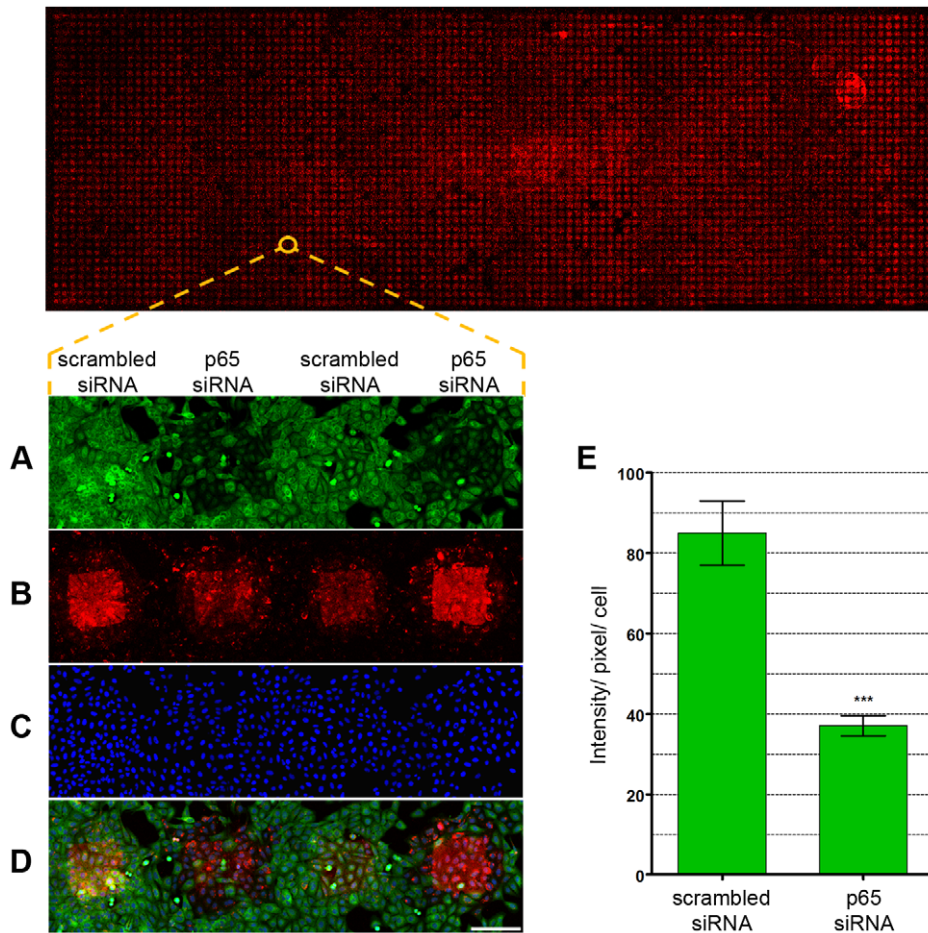 scrambled siRNA
p65 siRNA
scrambled siRNA
p65 siRNA
A
B
C
D
E
Intensity/ pixel/ cell
100
80
60
40
20
0
***
scrambled siRNA
p65 siRNA